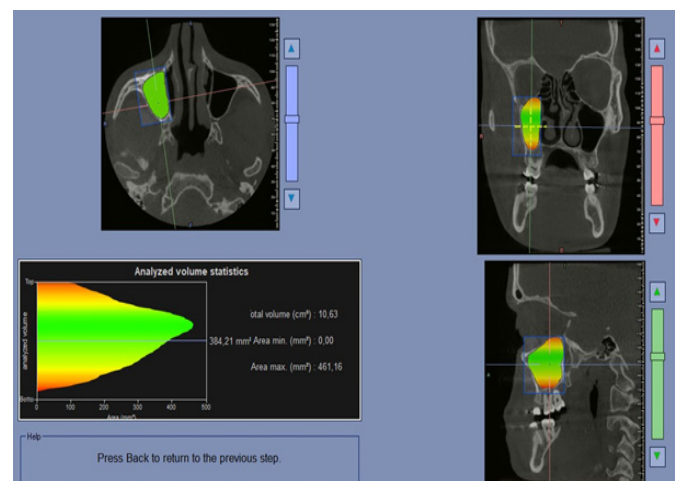 Analyzed volume statistics
Top
otal volume (cm³) : 10,63
384,21 mm² Area min. (mm²) : 0,00
Area max. (mm²) : 461,16
analyzed volume
Botto
0 100 200 300 400 500
Area (mm²)
Help
Press Back to return to the previous step.